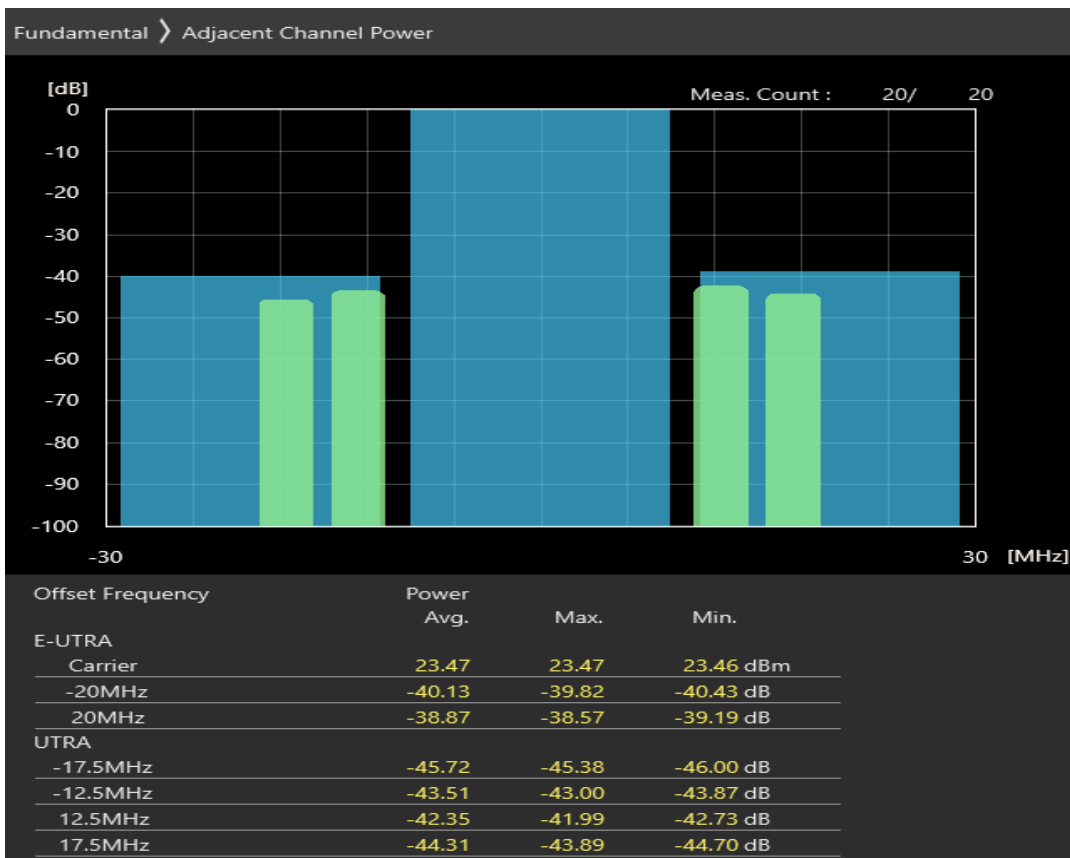 Fundamental 〉 Adjacent Channel Power
[dB]
Meas. Count : 20/ 20
0
-10
-20
-30
-40
-50
-60
-70
-80
-90
-100
-30 30 [MHz]
Offset Frequency Power
Avg. Max. Min.
E-UTRA
Carrier 23.47 23.47 23.46 dBm
-20MHz -40.13 -39.82 -40.43 dB
20MHz -38.87 -38.57 -39.19 dB
UTRA
-17.5MHz -45.72 -45.38 -46.00 dB
-12.5MHz -43.51 -43.00 -43.87 dB
12.5MHz -42.35 -41.99 -42.73 dB
17.5MHz -44.31 -43.89 -44.70 dB